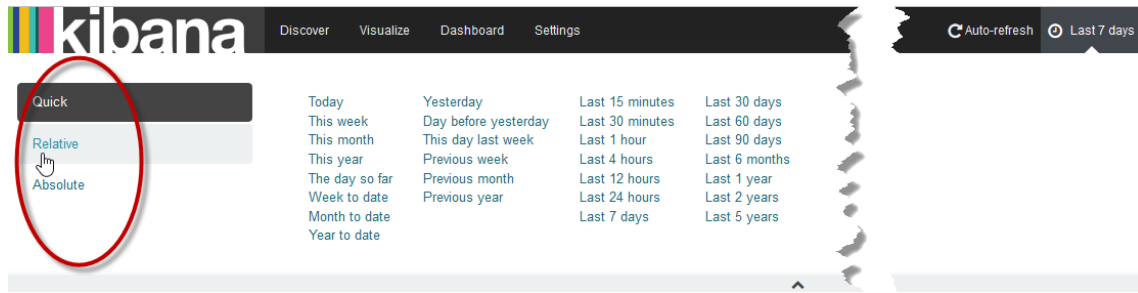 kibana Discover Visualize Dashboard Settings Auto-refresh Last 7 days
Quick
Relative
Absolute
Today Yesterday Last 15 minutes Last 30 days
This week Day before yesterday Last 30 minutes Last 60 days
This month This day last week Last 1 hour Last 90 days
This year Previous week Last 4 hours Last 6 months
The day so far Previous month Last 12 hours Last 1 year
Week to date Previous year Last 24 hours Last 2 years
Month to date Last 7 days Last 5 years
Year to date